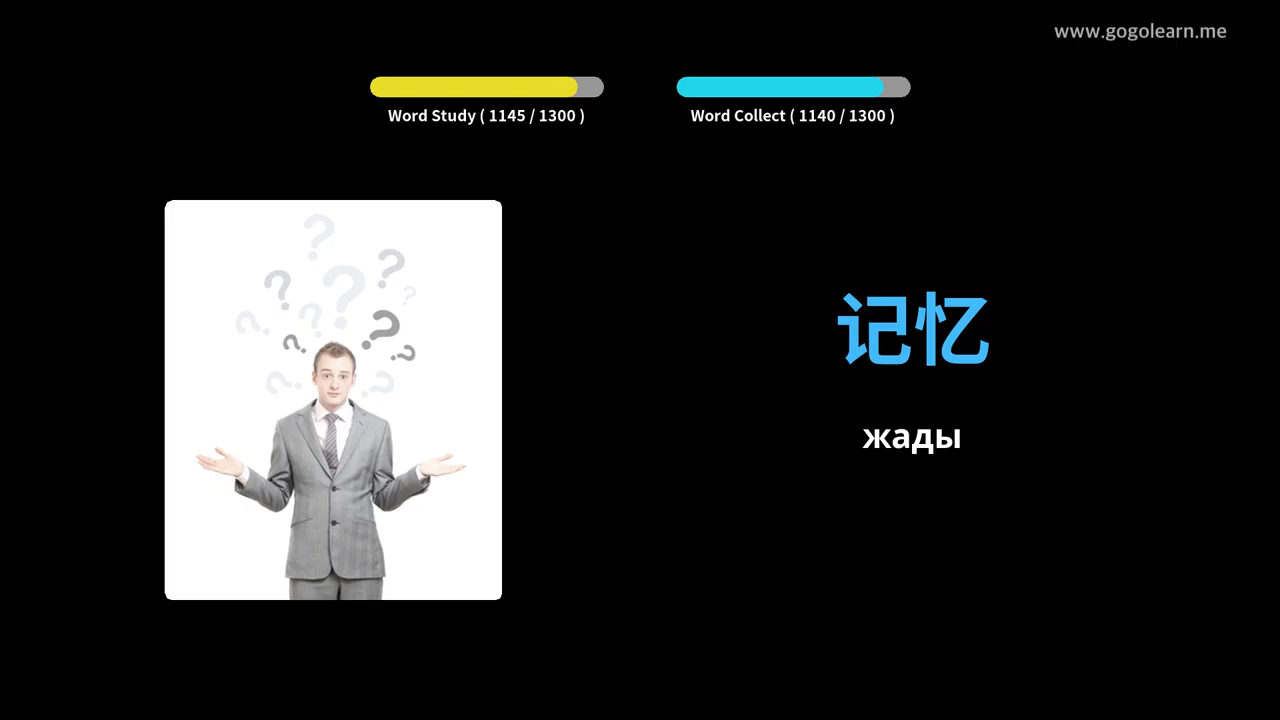 www.gogolearn.me
Word Study ( 1145 / 1300 )
Word Collect ( 1140 / 1300 )
记忆
жады